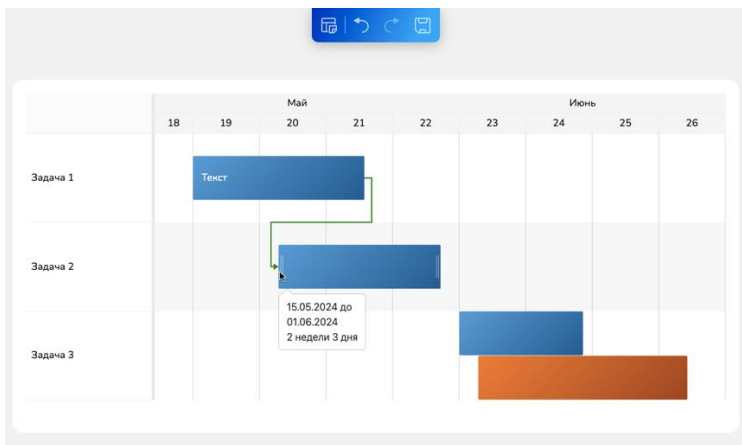 Май Июнь
18 19 20 21 22 23 24 25 26
Задача 1
Текст
Задача 2
15.05.2024 до
01.06.2024
2 недели 3 дня
Задача 3